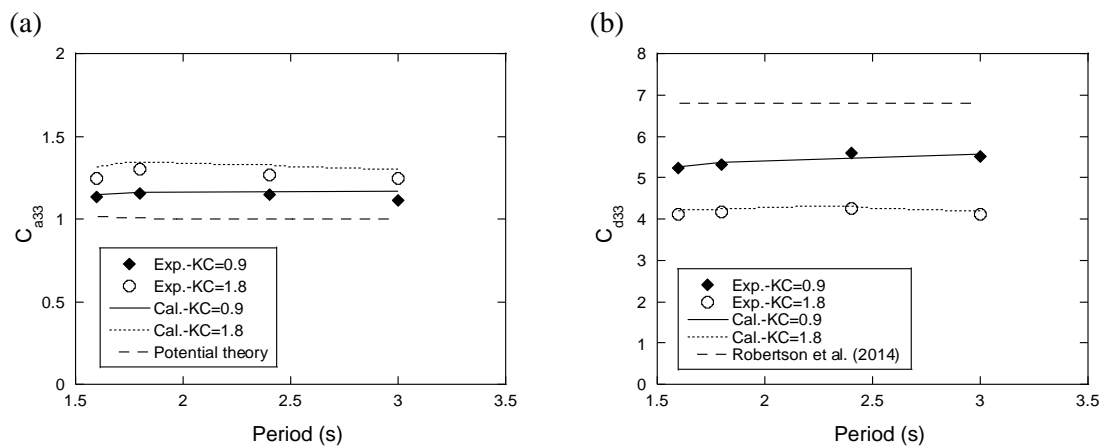 (a)
2
1.5
1
0.5
0
C_a33
1.5 2 2.5 3 3.5
Period (s)
Exp.-KC=0.9
Exp.-KC=1.8
Cal.-KC=0.9
Cal.-KC=1.8
Potential theory
(b)
8
7
6
5
4
3
2
1
0
C_d33
1.5 2 2.5 3 3.5
Period (s)
Exp.-KC=0.9
Exp.-KC=1.8
Cal.-KC=0.9
Cal.-KC=1.8
Robertson et al. (2014)